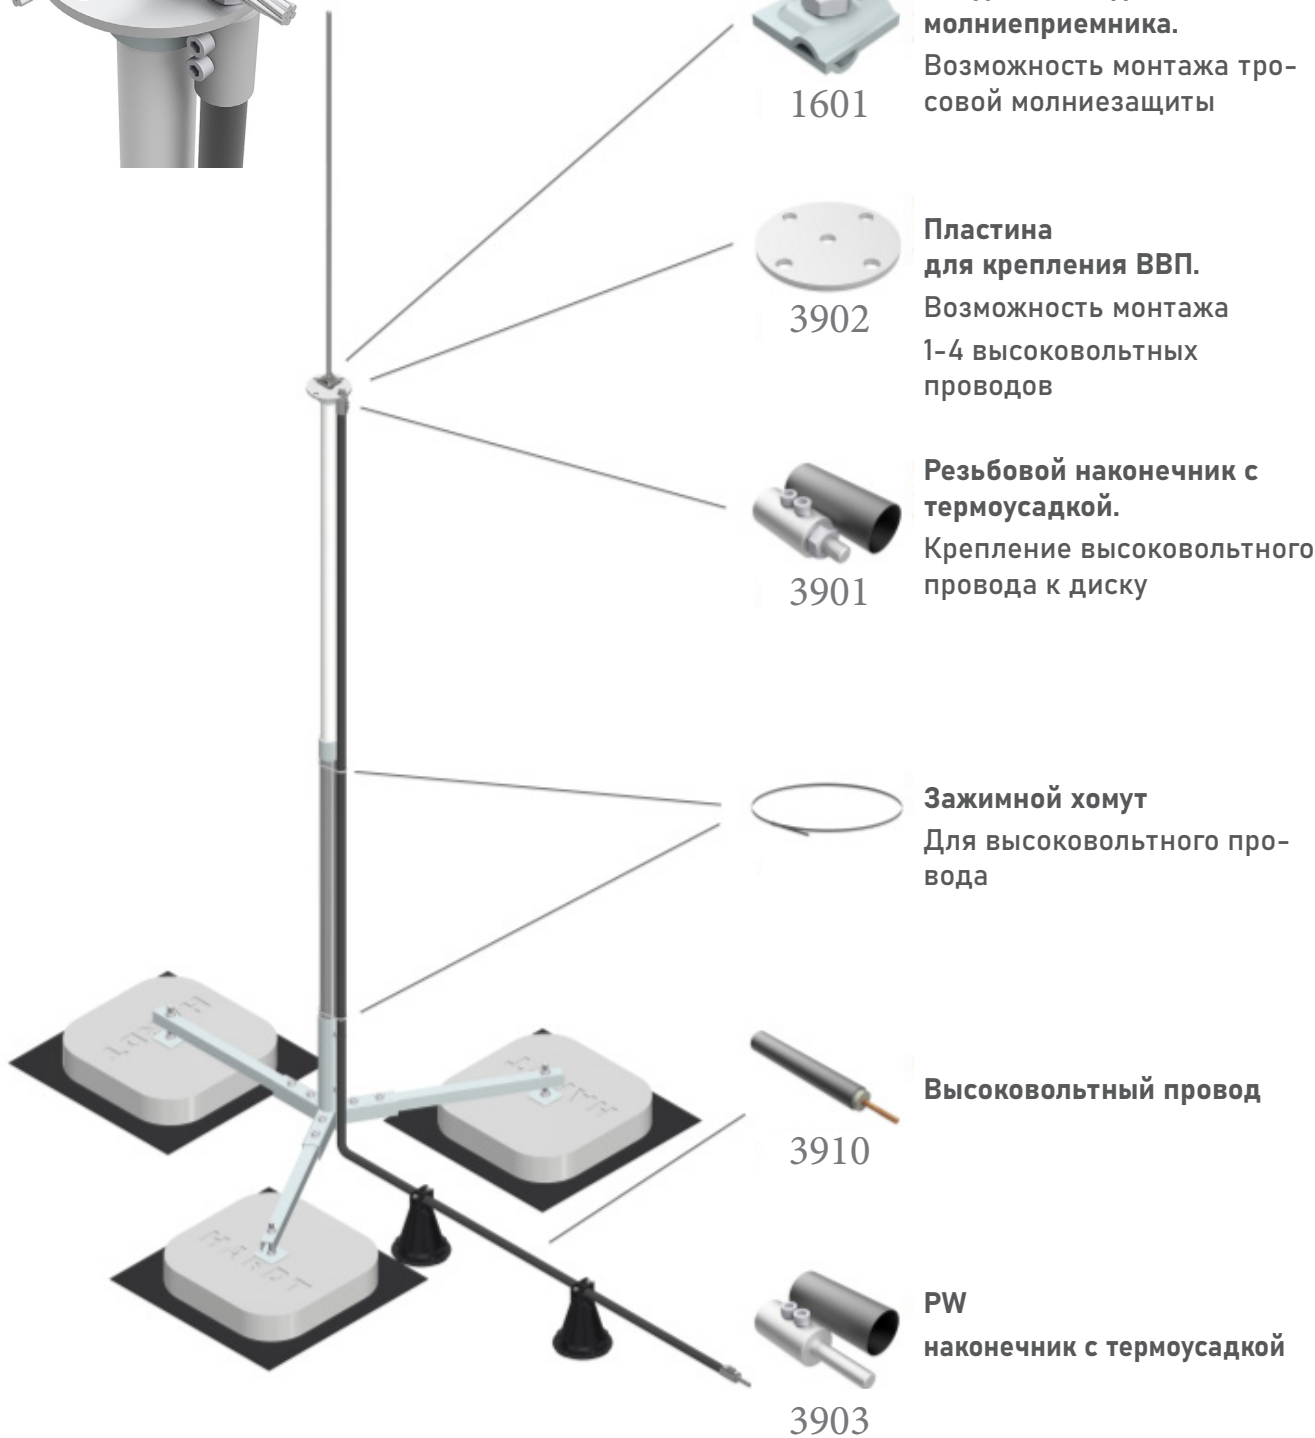 молниеприемника.
Возможность монтажа тро-
совой молниезащиты
1601
Пластина
для крепления ВВП.
Возможность монтажа
1-4 высоковольтных
проводов
3902
Резьбовой наконечник с
термоусадкой.
Крепление высоковольтного
провода к диску
3901
Зажимной хомут
Для высоковольтного про-
вода
Высоковольтный провод
3910
PW
наконечник с термоусадкой
3903
HARDT